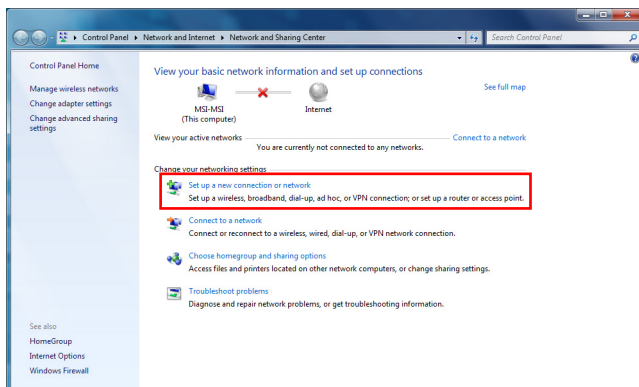 Control Panel ▸ Network and Internet ▸ Network and Sharing Center
Search Control Panel
Control Panel Home
Manage wireless networks
Change adapter settings
Change advanced sharing
settings
View your basic network information and set up connections
See full map
MSI-MSI
(This computer)
Internet
View your active networks
Connect to a network
You are currently not connected to any networks.
Change your networking settings
Set up a new connection or network
Set up a wireless, broadband, dial-up, ad hoc, or VPN connection; or set up a router or access point.
Connect to a network
Connect or reconnect to a wireless, wired, dial-up, or VPN network connection.
Choose homegroup and sharing options
Access files and printers located on other network computers, or change sharing settings.
Troubleshoot problems
Diagnose and repair network problems, or get troubleshooting information.
See also
HomeGroup
Internet Options
Windows Firewall